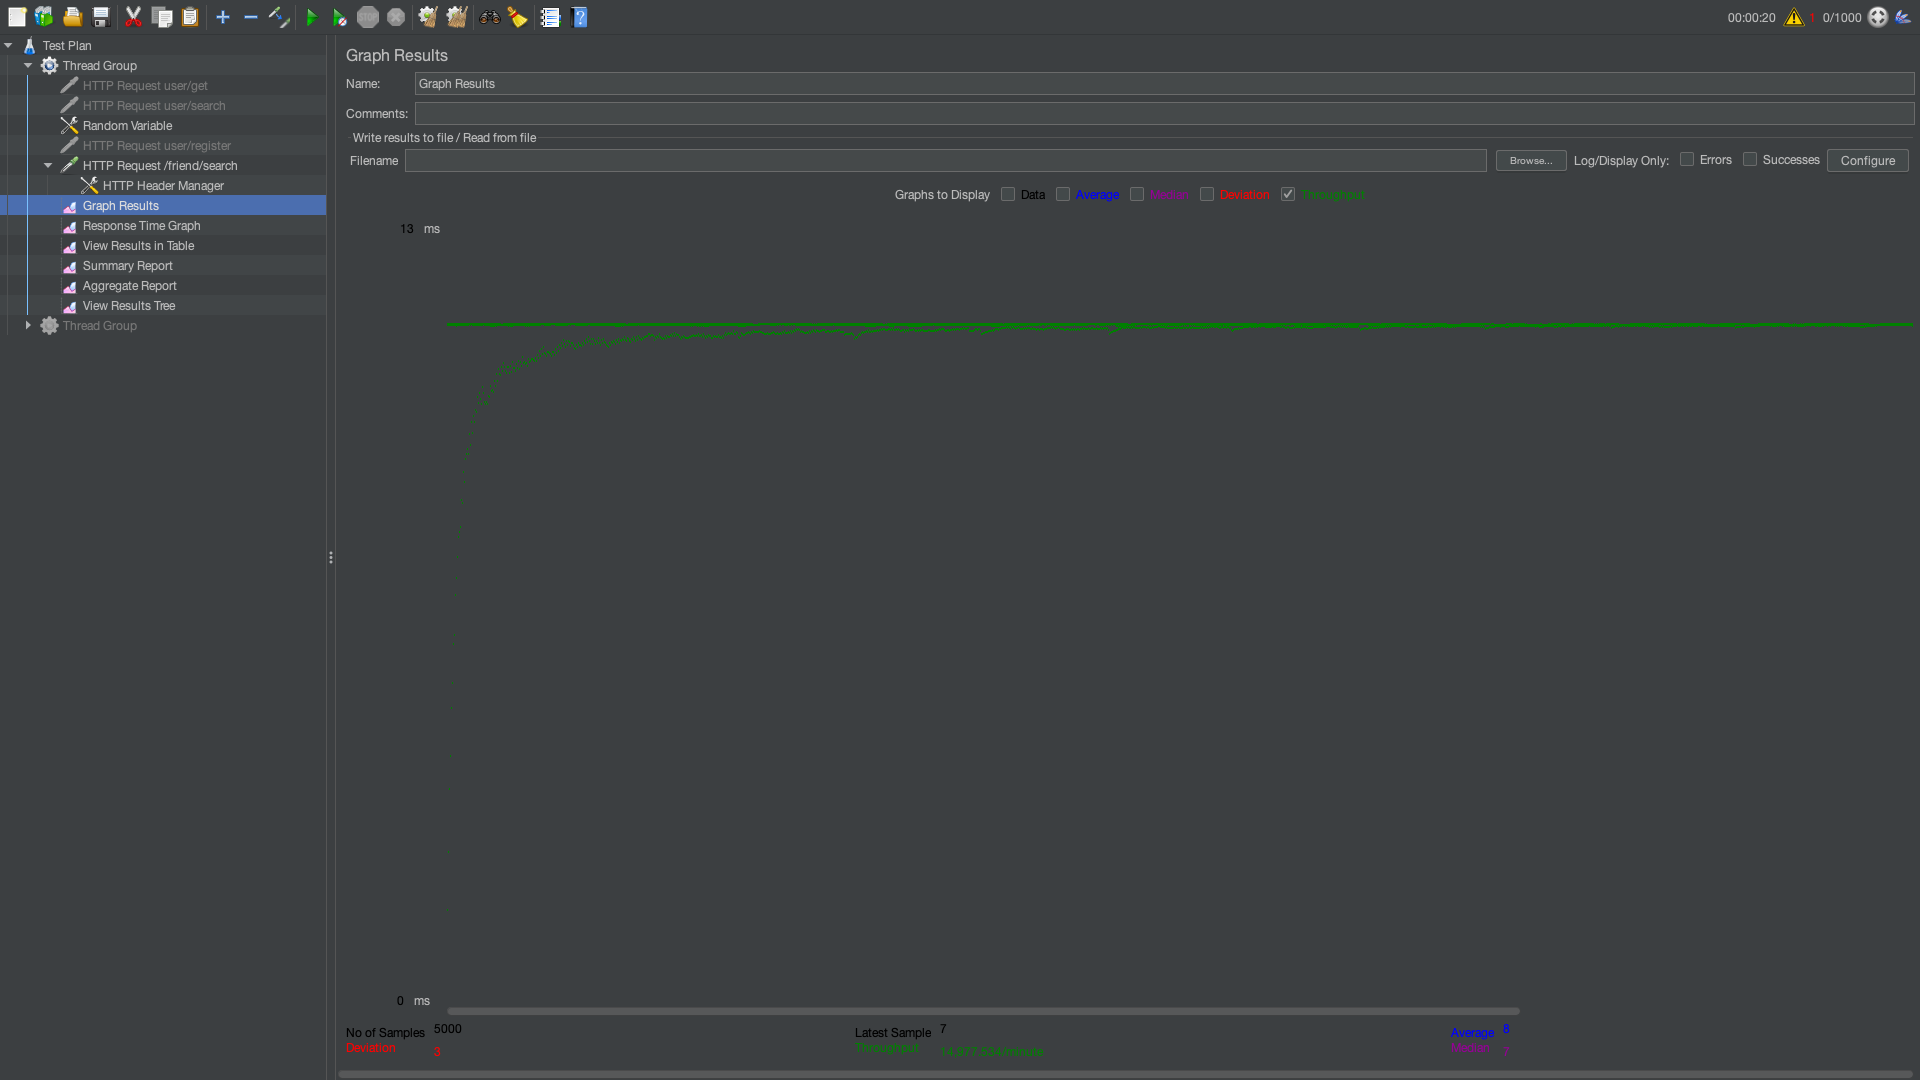 00:00:20 1 0/1000
Test Plan
Thread Group
HTTP Request user/get
HTTP Request user/search
Random Variable
HTTP Request user/register
HTTP Request /friend/search
HTTP Header Manager
Graph Results
Response Time Graph
View Results in Table
Summary Report
Aggregate Report
View Results Tree
Thread Group
Graph Results
Name: Graph Results
Comments:
Write results to file / Read from file
Filename Browse... Log/Display Only: Errors Successes Configure
Graphs to Display Data Average Median Deviation Throughput
13 ms
0 ms
No of Samples 5000 Latest Sample 7 Average 8
Deviation 3 Throughput 14,977.534/minute Median